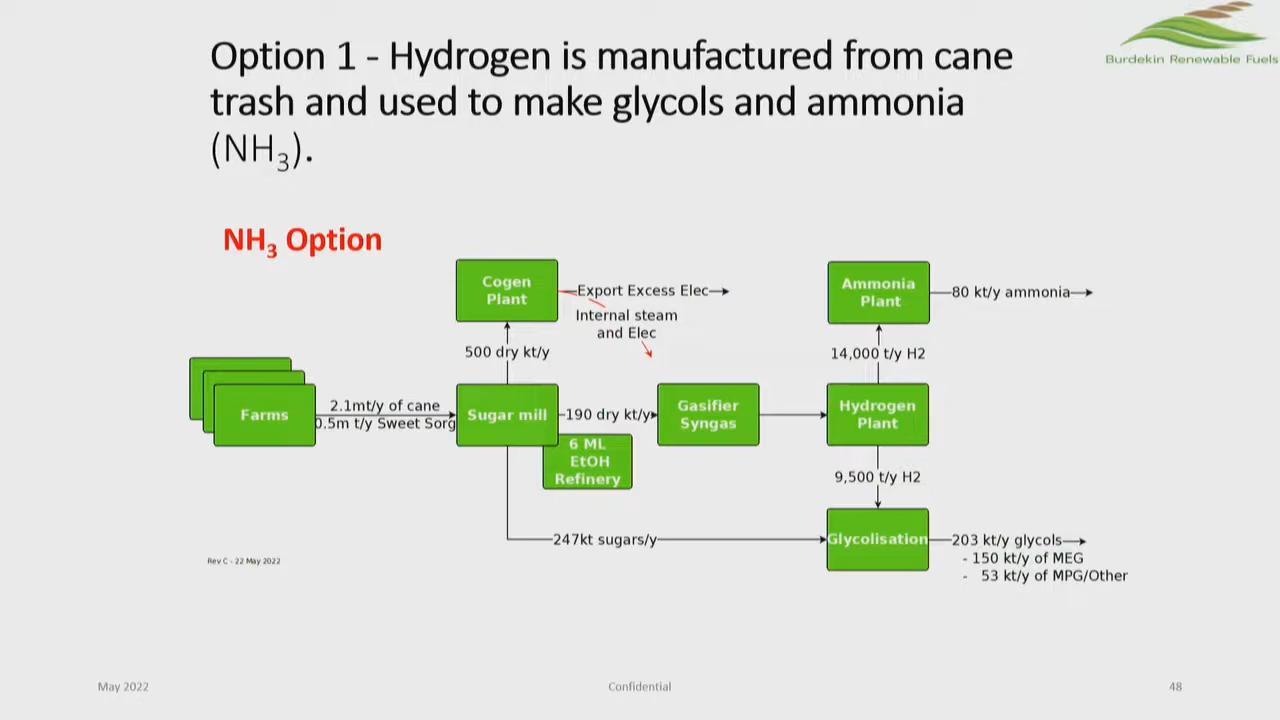 Burdekin Renewable Fuels
Option 1 - Hydrogen is manufactured from cane
trash and used to make glycols and ammonia
(NH₃).
NH₃ Option
Cogen
Plant
Export Excess Elec
Internal steam
and Elec
Ammonia
Plant
80 kt/y ammonia
500 dry kt/y
14,000 t/y H2
Farms
2.1mt/y of cane
0.5m t/y Sweet Sorg
Sugar mill
190 dry kt/y
Gasifier
Syngas
Hydrogen
Plant
6 ML
EtOH
Refinery
9,500 t/y H2
247kt sugars/y
Glycolisation
203 kt/y glycols
- 150 kt/y of MEG
- 53 kt/y of MPG/Other
Rev C - 22 May 2022
May 2022
Confidential
48